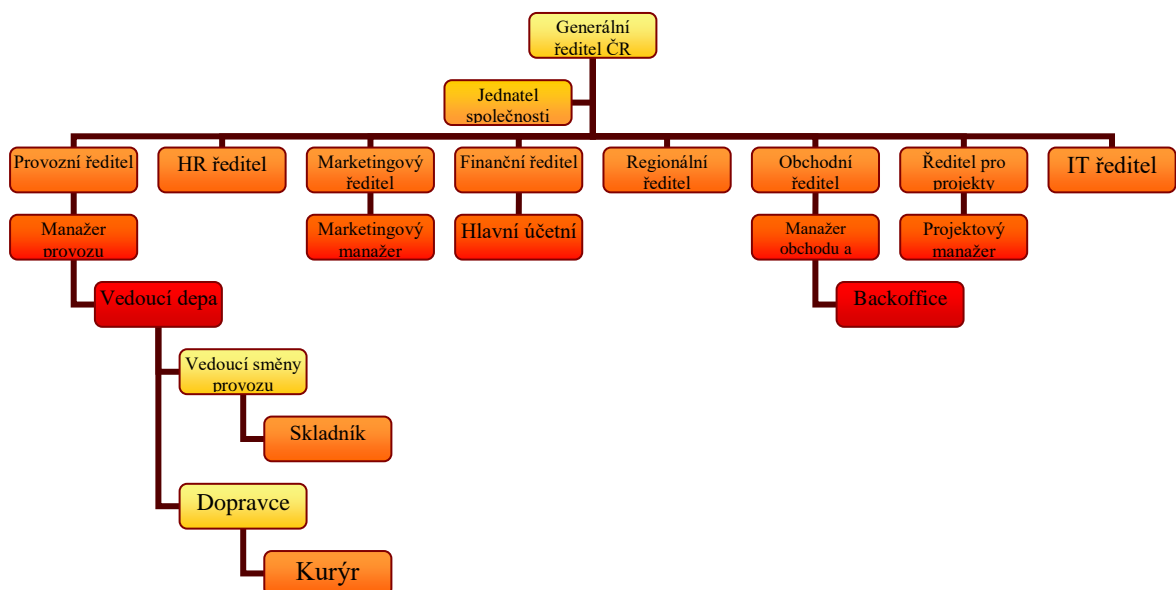 Generální
ředitel ČR
Jednatel
společnosti
Provozní ředitel
HR ředitel
Marketingový
ředitel
Finanční ředitel
Regionální
ředitel
Obchodní
ředitel
Ředitel pro
projekty
IT ředitel
Manažer
provozu
Marketingový
manažer
Hlavní účetní
Manažer
obchodu a
Projektový
manažer
Vedoucí depa
Backoffice
Vedoucí směny
provozu
Skladník
Dopravce
Kurýr